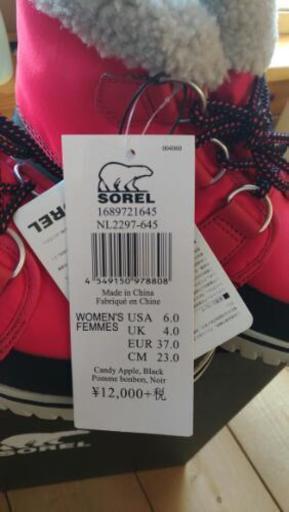 004060
SOREL
1689721645
NL2297-645
4 549150 978808
Made in China
Fabriqué en Chine
WOMEN'S USA 6.0
FEMMES UK 4.0
EUR 37.0
CM 23.0
Candy Apple, Black
Pomme bonbon, Noir
¥12,000+税
SOREL
SOREL